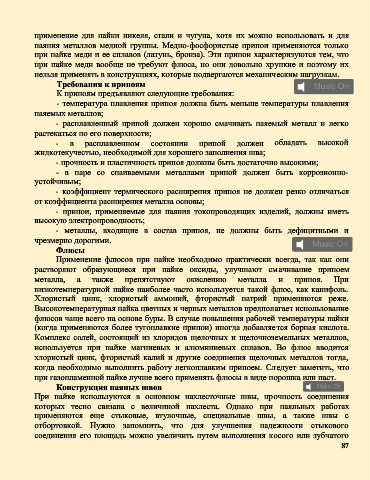 применение для пайки никеля, стали и чугуна, хотя их можно использовать и для
паяния металлов медной группы. Медно-фосфористые припои применяются только
при пайке меди и ее сплавов (латунь, бронза). Эти припои характеризуются тем, что
при пайке меди вообще не требуют флюса, но они довольно хрупкие и поэтому их
нельзя применять в конструкциях, которые подвергаются механическим нагрузкам.
Требования к припоям
Music On
К припоям предъявляют следующие требования:
- температура плавления припоя должна быть меньше температуры плавления
паяемых металлов;
- расплавленный припой должен хорошо смачивать паяемый металл и легко
растекаться по его поверхности;
- в расплавленном состоянии припой должен обладать высокой
жидкотекучестью, необходимой для хорошего заполнения шва;
- прочность и пластичность припоя должны быть достаточно высокими;
- в паре со спаиваемыми металлами припой должен быть коррозионно-
устойчивым;
- коэффициент термического расширения припоя не должен резко отличаться
от коэффициента расширения металла основы;
- припои, применяемые для паяния токопроводящих изделий, должны иметь
высокую электропроводность;
- металлы, входящие в состав припоя, не должны быть дефицитными и
чрезмерно дорогими.
Music On
Флюсы
Применение флюсов при пайке необходимо практически всегда, так как они
растворяют образующиеся при пайке оксиды, улучшают смачивание припоем
металла, а также препятствуют окислению металла и припоя. При
низкотемпературной пайке наиболее часто используется такой флюс, как канифоль.
Хлористый цинк, хлористый аммоний, фтористый натрий применяются реже.
Высокотемпературная пайка цветных и черных металлов предполагает использование
флюсов чаще всего на основе буры. В случае повышения рабочей температуры пайки
(когда применяются более тугоплавкие припои) иногда добавляется борная кислота.
Комплекс солей, состоящий из хлоридов щелочных и щелочноземельных металлов,
используется при пайке магниевых и алюминиевых сплавов. Во флюс вводятся
хлористый цинк, фтористый калий и другие соединения щелочных металлов тогда,
когда необходимо выполнить работу легкоплавким припоем. Следует заметить, что
при газопламенной пайке лучше всего применять флюсы в виде порошка или паст.
Конструкция паяных швов
При пайке используются в основном нахлесточные швы, прочность соединения
которых тесно связана с величиной нахлеста. Однако при паяльных работах
применяются еще стыковые, втулочные, специальные швы, а также швы с
отбортовкой. Нужно запомнить, что для улучшения надежности стыкового
соединения его площадь можно увеличить путем выполнения косого или зубчатого
87